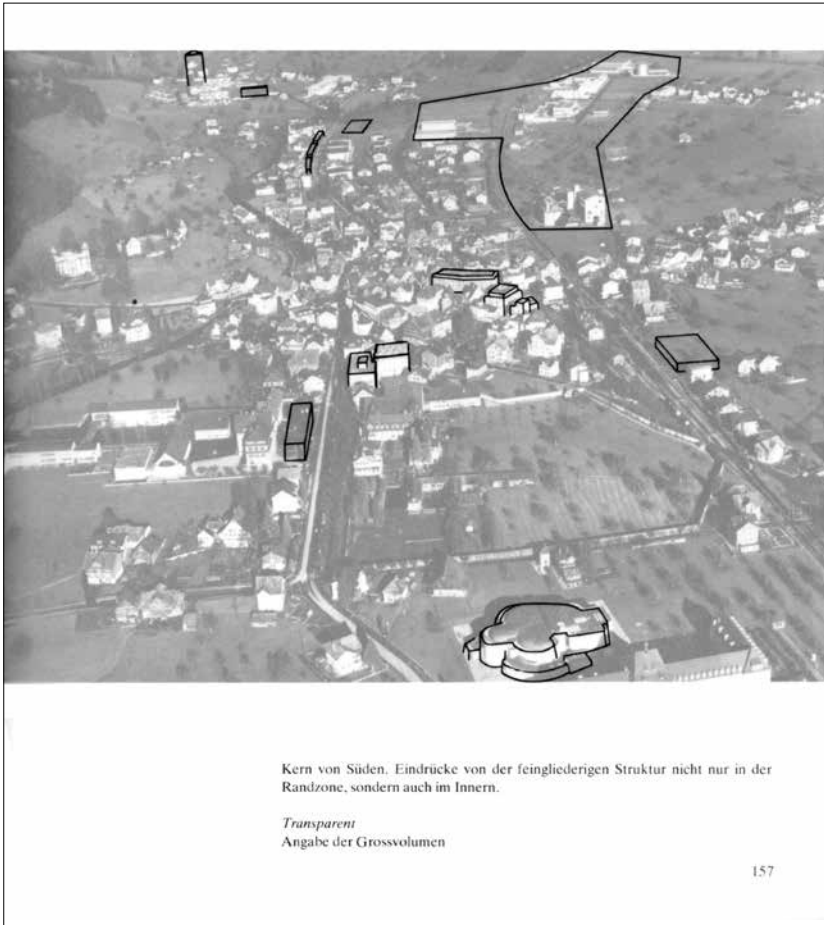 Kern von Süden. Eindrücke von der feingliederigen Struktur nicht nur in der
Randzone, sondern auch im Innern.
Transparent
Angabe der Grossvolumen
157